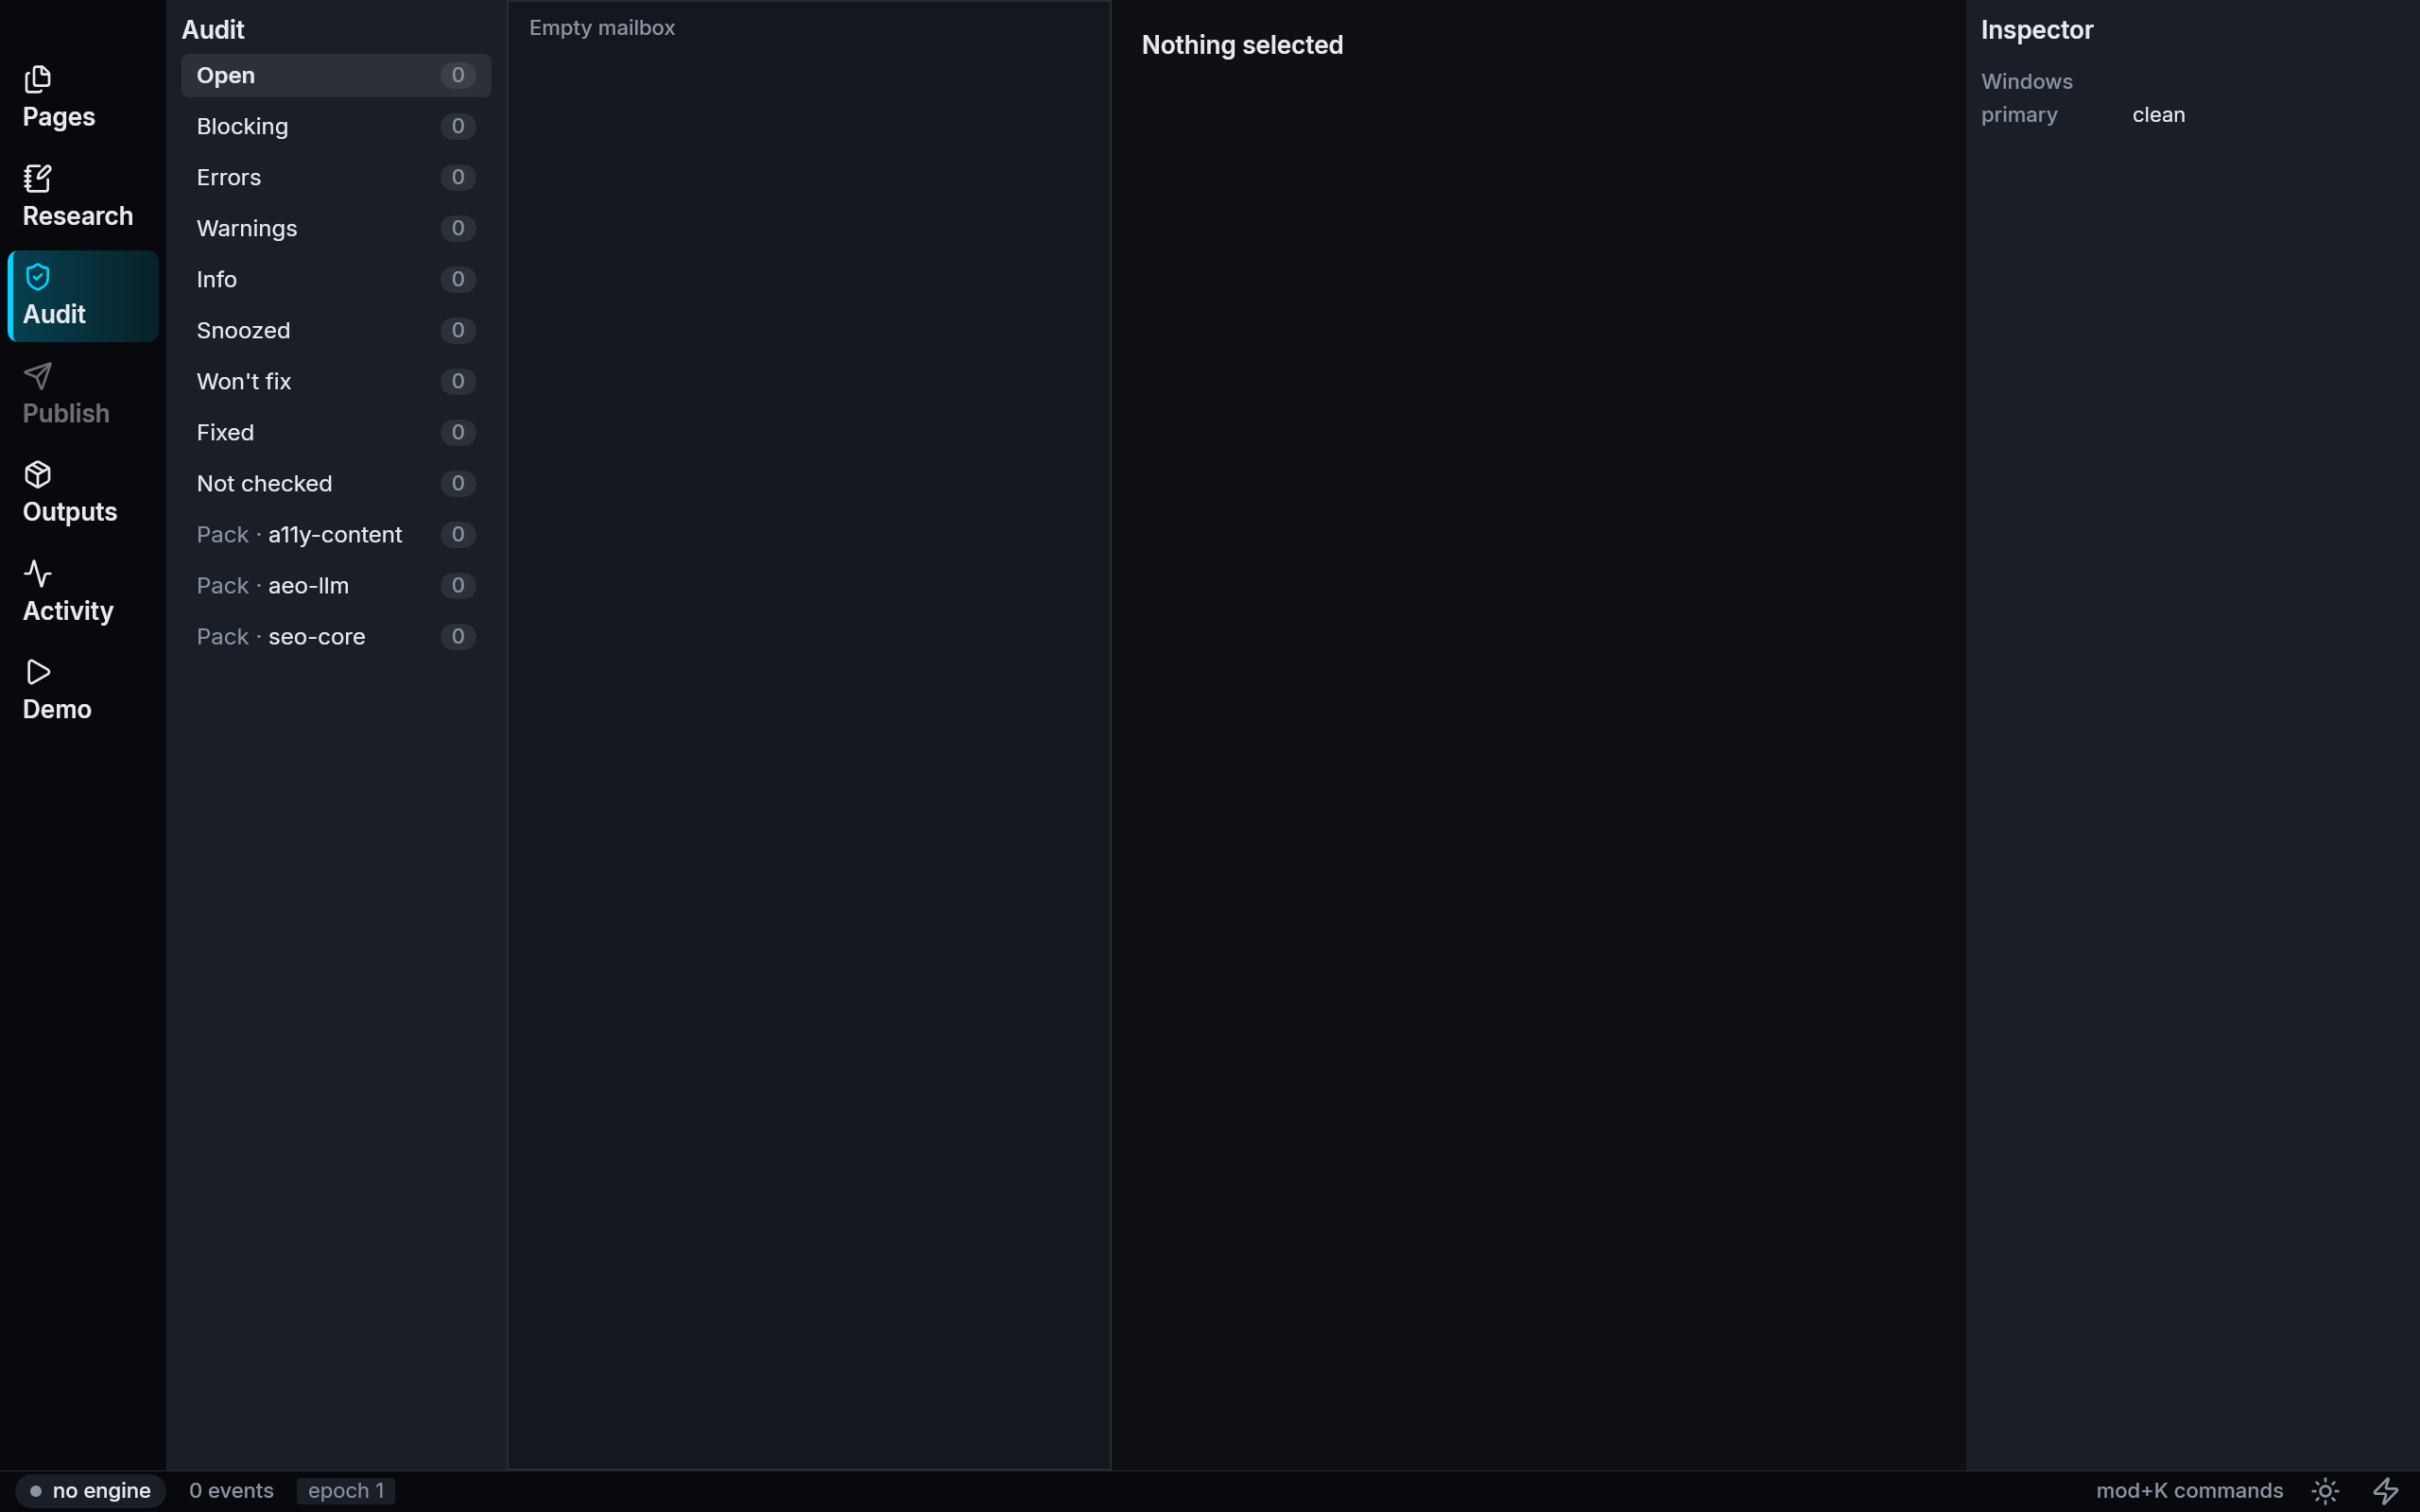 Pages
Research
Audit
Publish
Outputs
Activity
Demo
Audit
Open 0
Blocking 0
Errors 0
Warnings 0
Info 0
Snoozed 0
Won't fix 0
Fixed 0
Not checked 0
Pack · a11y-content 0
Pack · aeo-llm 0
Pack · seo-core 0
Empty mailbox
Nothing selected
Inspector
Windows
primary clean
no engine 0 events epoch 1 mod+K commands